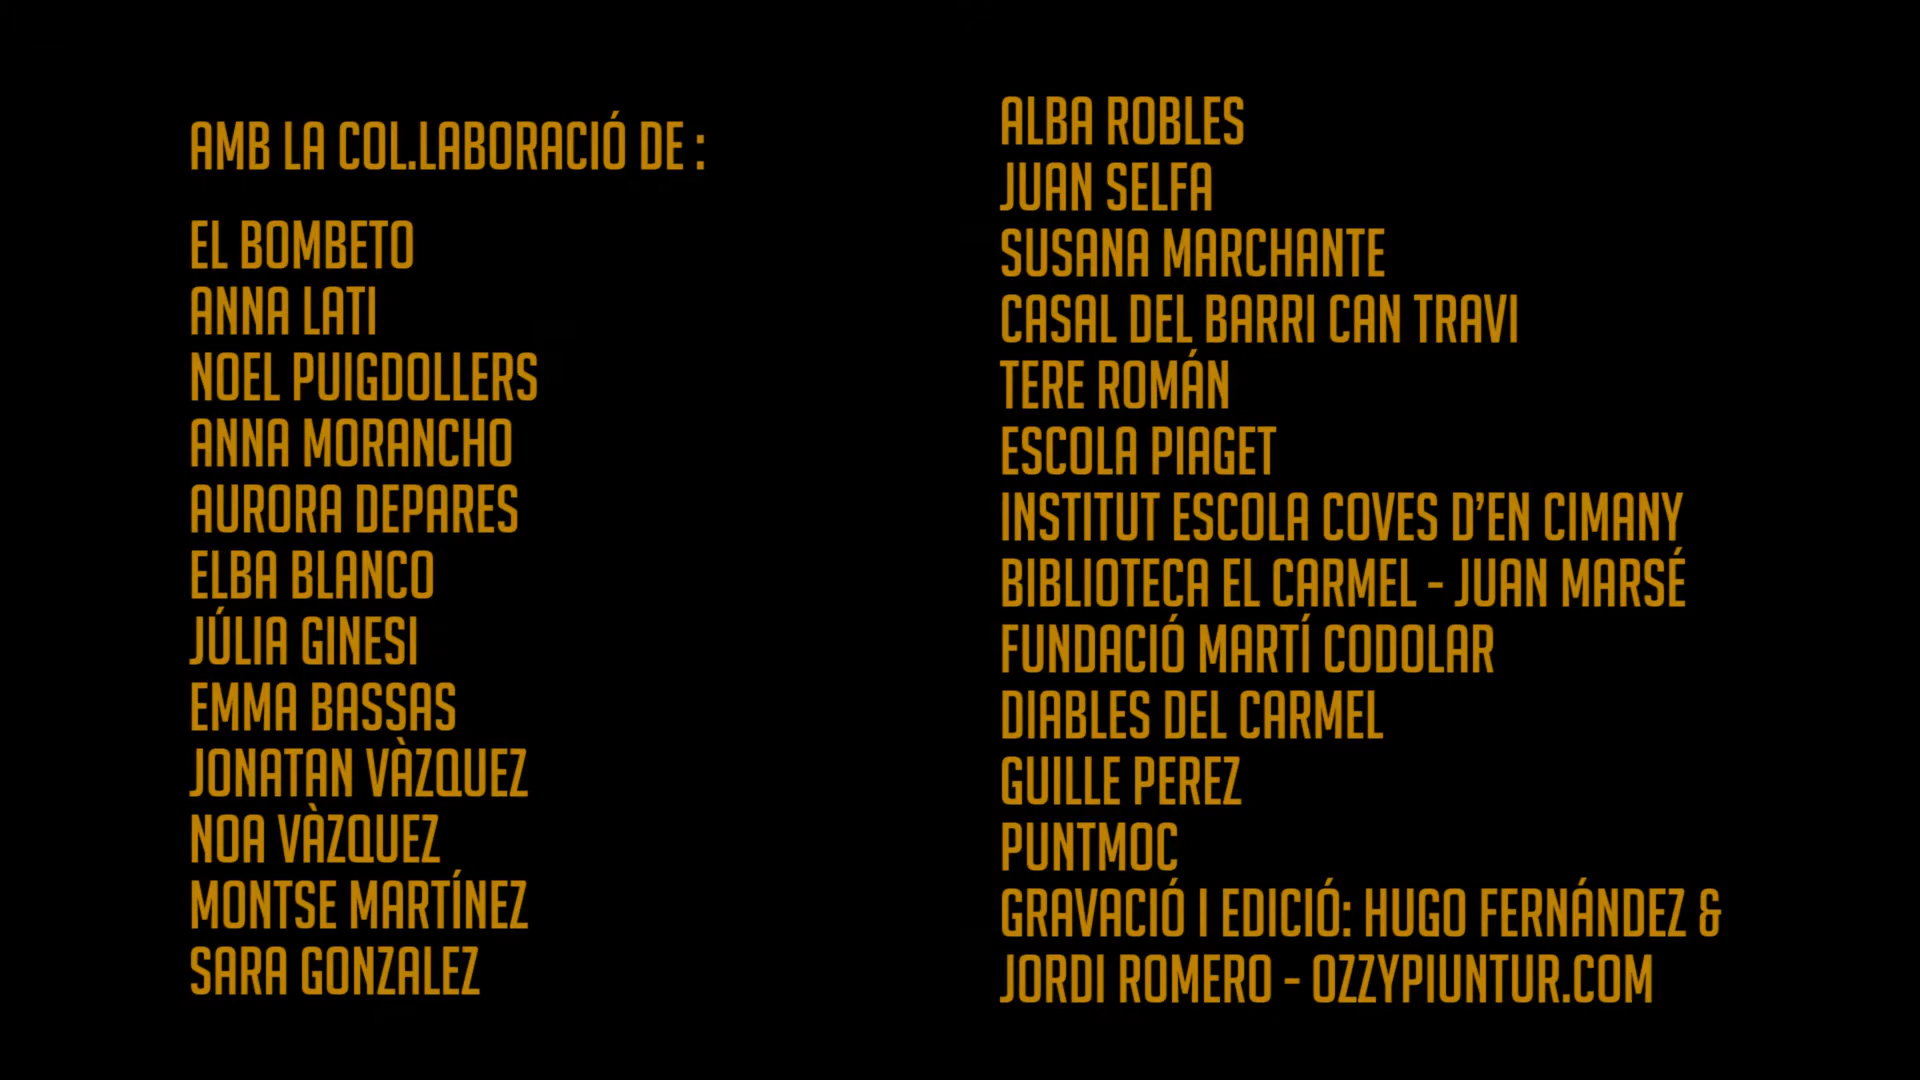 AMB LA COL.LABORACIÓ DE :
EL BOMBETO
ANNA LATI
NOEL PUIGDOLLERS
ANNA MORANCHO
AURORA DEPARES
ELBA BLANCO
JÚLIA GINESI
EMMA BASSAS
JONATAN VÀZQUEZ
NOA VÀZQUEZ
MONTSE MARTÍNEZ
SARA GONZALEZ
ALBA ROBLES
JUAN SELFA
SUSANA MARCHANTE
CASAL DEL BARRI CAN TRAVI
TERE ROMÁN
ESCOLA PIAGET
INSTITUT ESCOLA COVES D’EN CIMANY
BIBLIOTECA EL CARMEL - JUAN MARSÉ
FUNDACIÓ MARTÍ CODOLAR
DIABLES DEL CARMEL
GUILLE PEREZ
PUNTMOC
GRAVACIÓ I EDICIÓ: HUGO FERNÁNDEZ &
JORDI ROMERO - OZZYPIUNTUR.COM